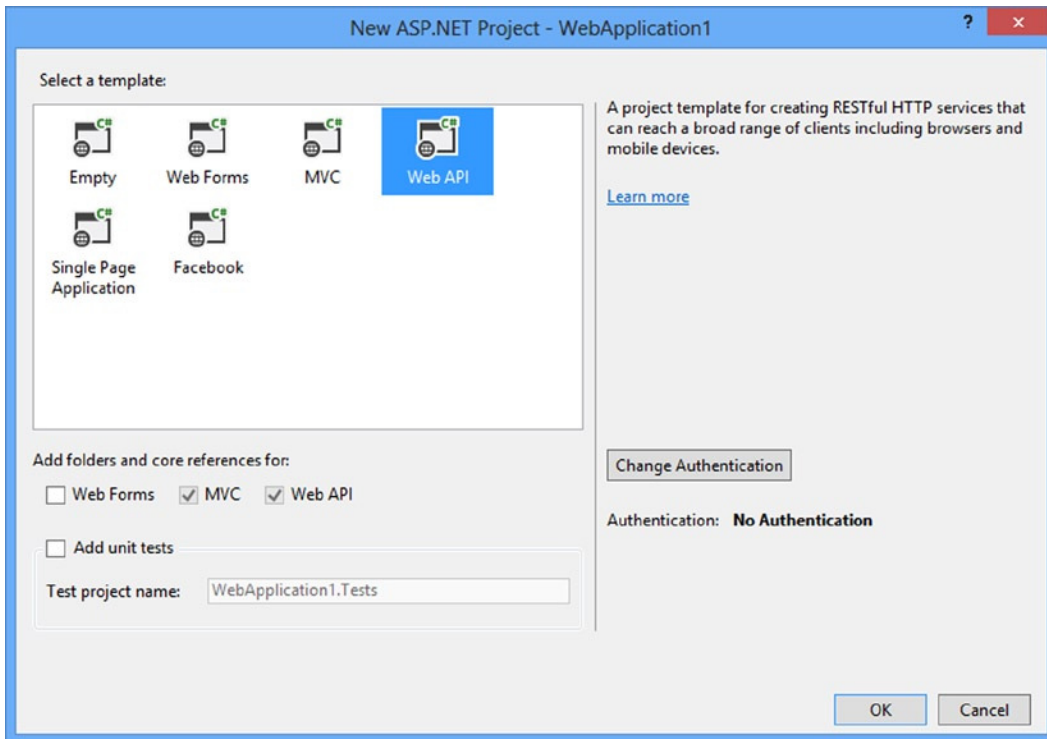 New ASP.NET Project - WebApplication1
?
×
Select a template:
C#
C#
C#
C#
Empty
Web Forms
MVC
Web API
C#
C#
Single Page
Application
Facebook
A project template for creating RESTful HTTP services that
can reach a broad range of clients including browsers and
mobile devices.
Learn more
Add folders and core references for:
Web Forms
MVC
Web API
Add unit tests
Test project name:
WebApplication1.Tests
Change Authentication
Authentication: No Authentication
OK
Cancel